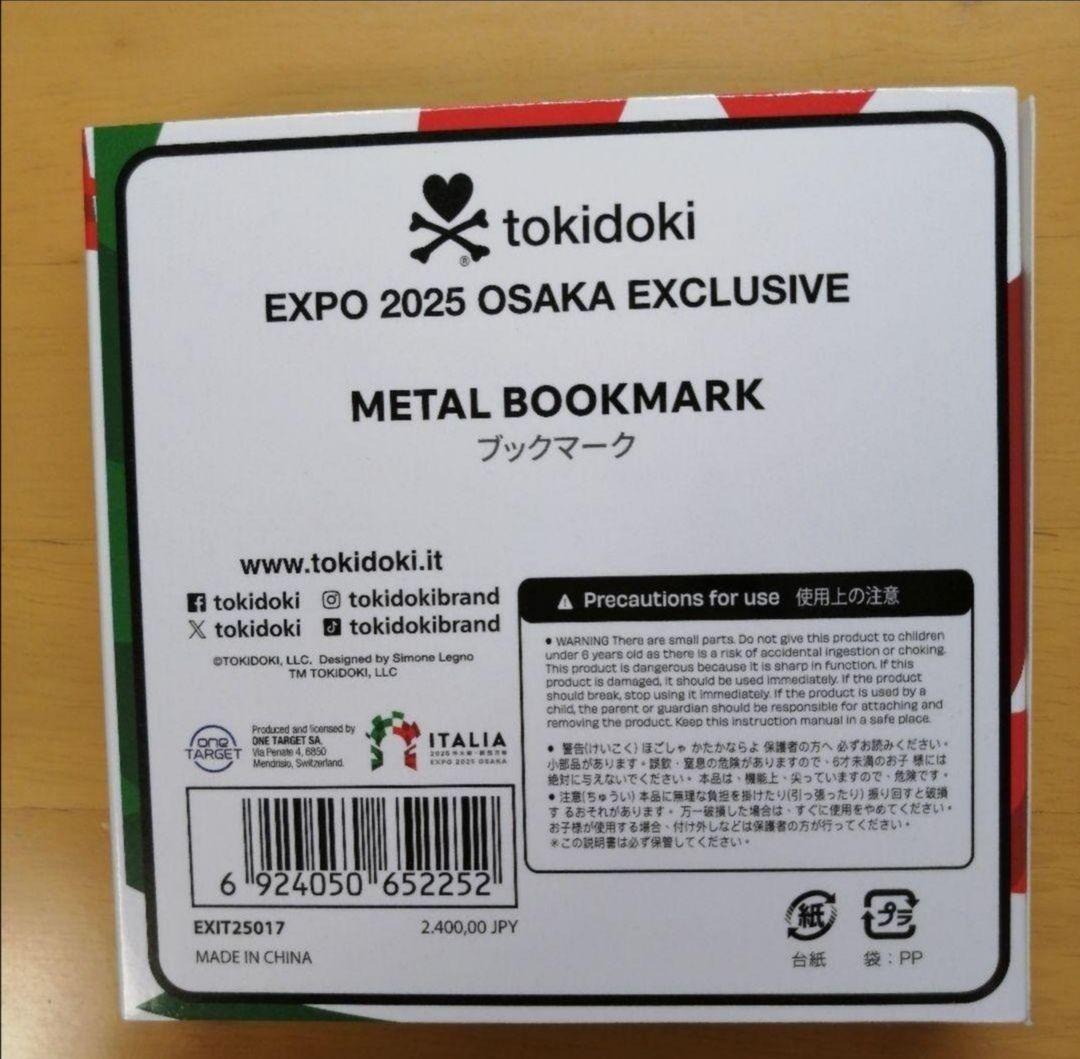 tokidoki
®
EXPO 2025 OSAKA EXCLUSIVE
METAL BOOKMARK
ブックマーク
www.tokidoki.it
tokidoki tokidokibrand
tokidoki tokidokibrand
©TOKIDOKI, LLC. Designed by Simone Legno
TM TOKIDOKI, LLC
ONE TARGET
Produced and licensed by
ONE TARGET SA.
Via Penate 4, 6850
Mendrisio, Switzerland.
ITALIA
2025大阪・関西万博
EXPO 2025 OSAKA
6 924050 652252
EXIT25017 2.400,00 JPY
MADE IN CHINA
Precautions for use 使用上の注意
• WARNING There are small parts. Do not give this product to children
under 6 years old as there is a risk of accidental ingestion or choking.
This product is dangerous because it is sharp in function. If this
product is damaged, it should be used immediately. If the product
should break, stop using it immediately. If the product is used by a
child, the parent or guardian should be responsible for attaching and
removing the product. Keep this instruction manual in a safe place.
• 警告(けいこく) ほごしゃ かたかならよ 保護者の方へ 必ずお読みください。
小部品があります。誤飲・窒息の危険がありますので、6才未満のお子 様には
絶対に与えないでください。 本品は、機能上、尖っていますので、危険です。
• 注意(ちゅうい) 本品に無理な負担を掛けたり(引っ張ったり) 振り回すと破損
す るおそれがあります。 万一破損した場合は、すぐに使用をやめてください。
お子様が使用する場合、付け外しなどは保護者の方が行ってください。
※この説明書は必ず保管してください。
紙 プラ
台紙 袋：PP